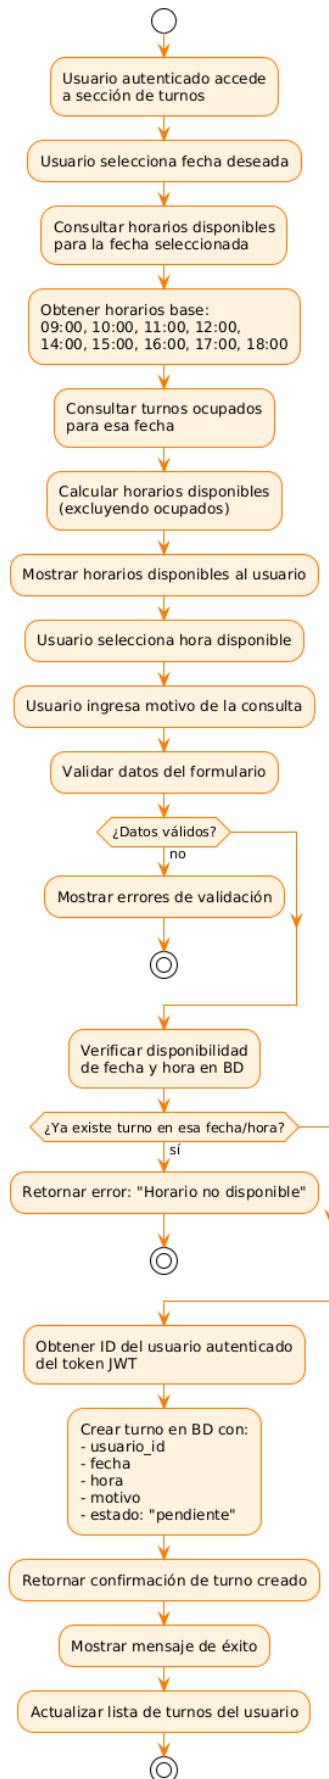 Usuario autenticado accede
a sección de turnos
Usuario selecciona fecha deseada
Consultar horarios disponibles
para la fecha seleccionada
Obtener horarios base:
09:00, 10:00, 11:00, 12:00,
14:00, 15:00, 16:00, 17:00, 18:00
Consultar turnos ocupados
para esa fecha
Calcular horarios disponibles
(excluyendo ocupados)
Mostrar horarios disponibles al usuario
Usuario selecciona hora disponible
Usuario ingresa motivo de la consulta
Validar datos del formulario
¿Datos válidos?
no
Mostrar errores de validación
Verificar disponibilidad
de fecha y hora en BD
¿Ya existe turno en esa fecha/hora?
sí
Retornar error: "Horario no disponible"
Obtener ID del usuario autenticado
del token JWT
Crear turno en BD con:
- usuario_id
- fecha
- hora
- motivo
- estado: "pendiente"
Retornar confirmación de turno creado
Mostrar mensaje de éxito
Actualizar lista de turnos del usuario